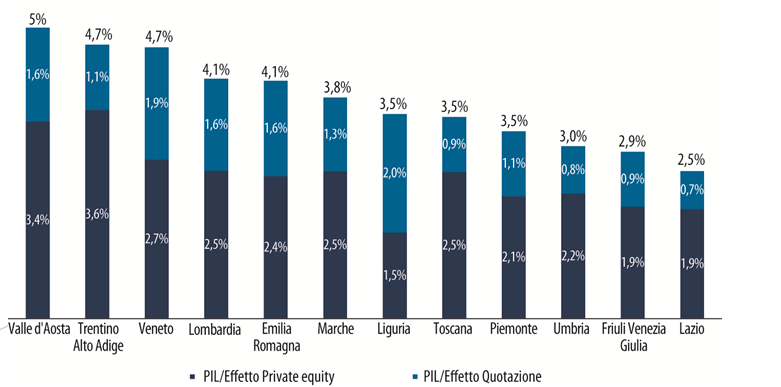 5% 4,7% 4,7% 4,1% 4,1% 3,8% 3,5% 3,5% 3,5% 3,0% 2,9% 2,5%
1,6% 1,1% 1,9% 1,6% 1,6% 1,3% 2,0% 0,9% 1,1% 0,8% 0,9% 0,7%
3,4% 3,6% 2,7% 2,5% 2,4% 2,5% 1,5% 2,5% 2,1% 2,2% 1,9% 1,9%
Valle d'Aosta Trentino Veneto Lombardia Emilia Marche Liguria Toscana Piemonte Umbria Friuli Venezia Lazio
Alto Adige Romagna Giulia
PIL/Effetto Private equity PIL/Effetto Quotazione